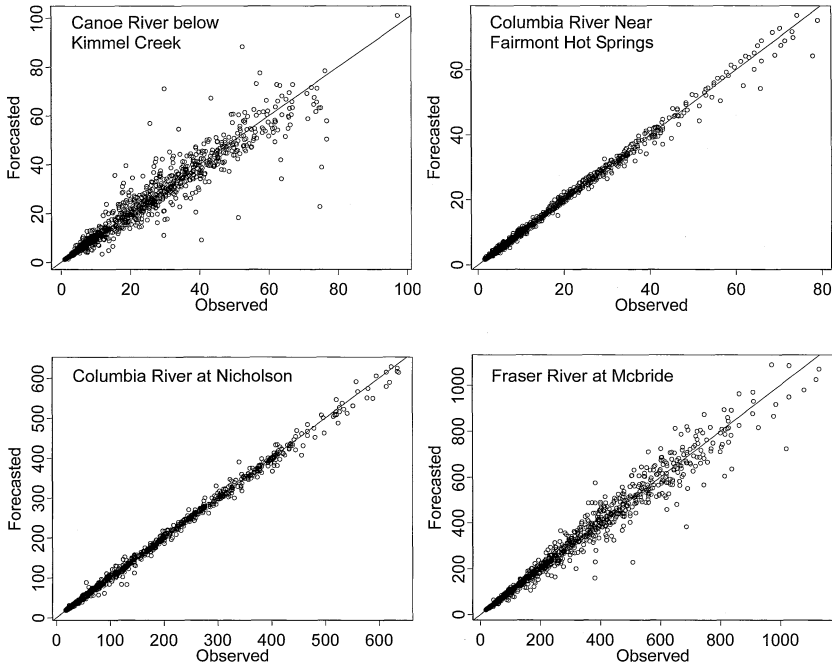 Canoe River below
Kimmel Creek
Forecasted
100
80
60
40
20
0
0 20 40 60 80 100
Observed
Columbia River Near
Fairmont Hot Springs
Forecasted
60
40
20
0
0 20 40 60 80
Observed
Columbia River at Nicholson
Forecasted
600
500
400
300
200
100
0
0 100 200 300 400 500 600
Observed
Fraser River at Mcbride
Forecasted
1000
800
600
400
200
0
0 200 400 600 800 1000
Observed